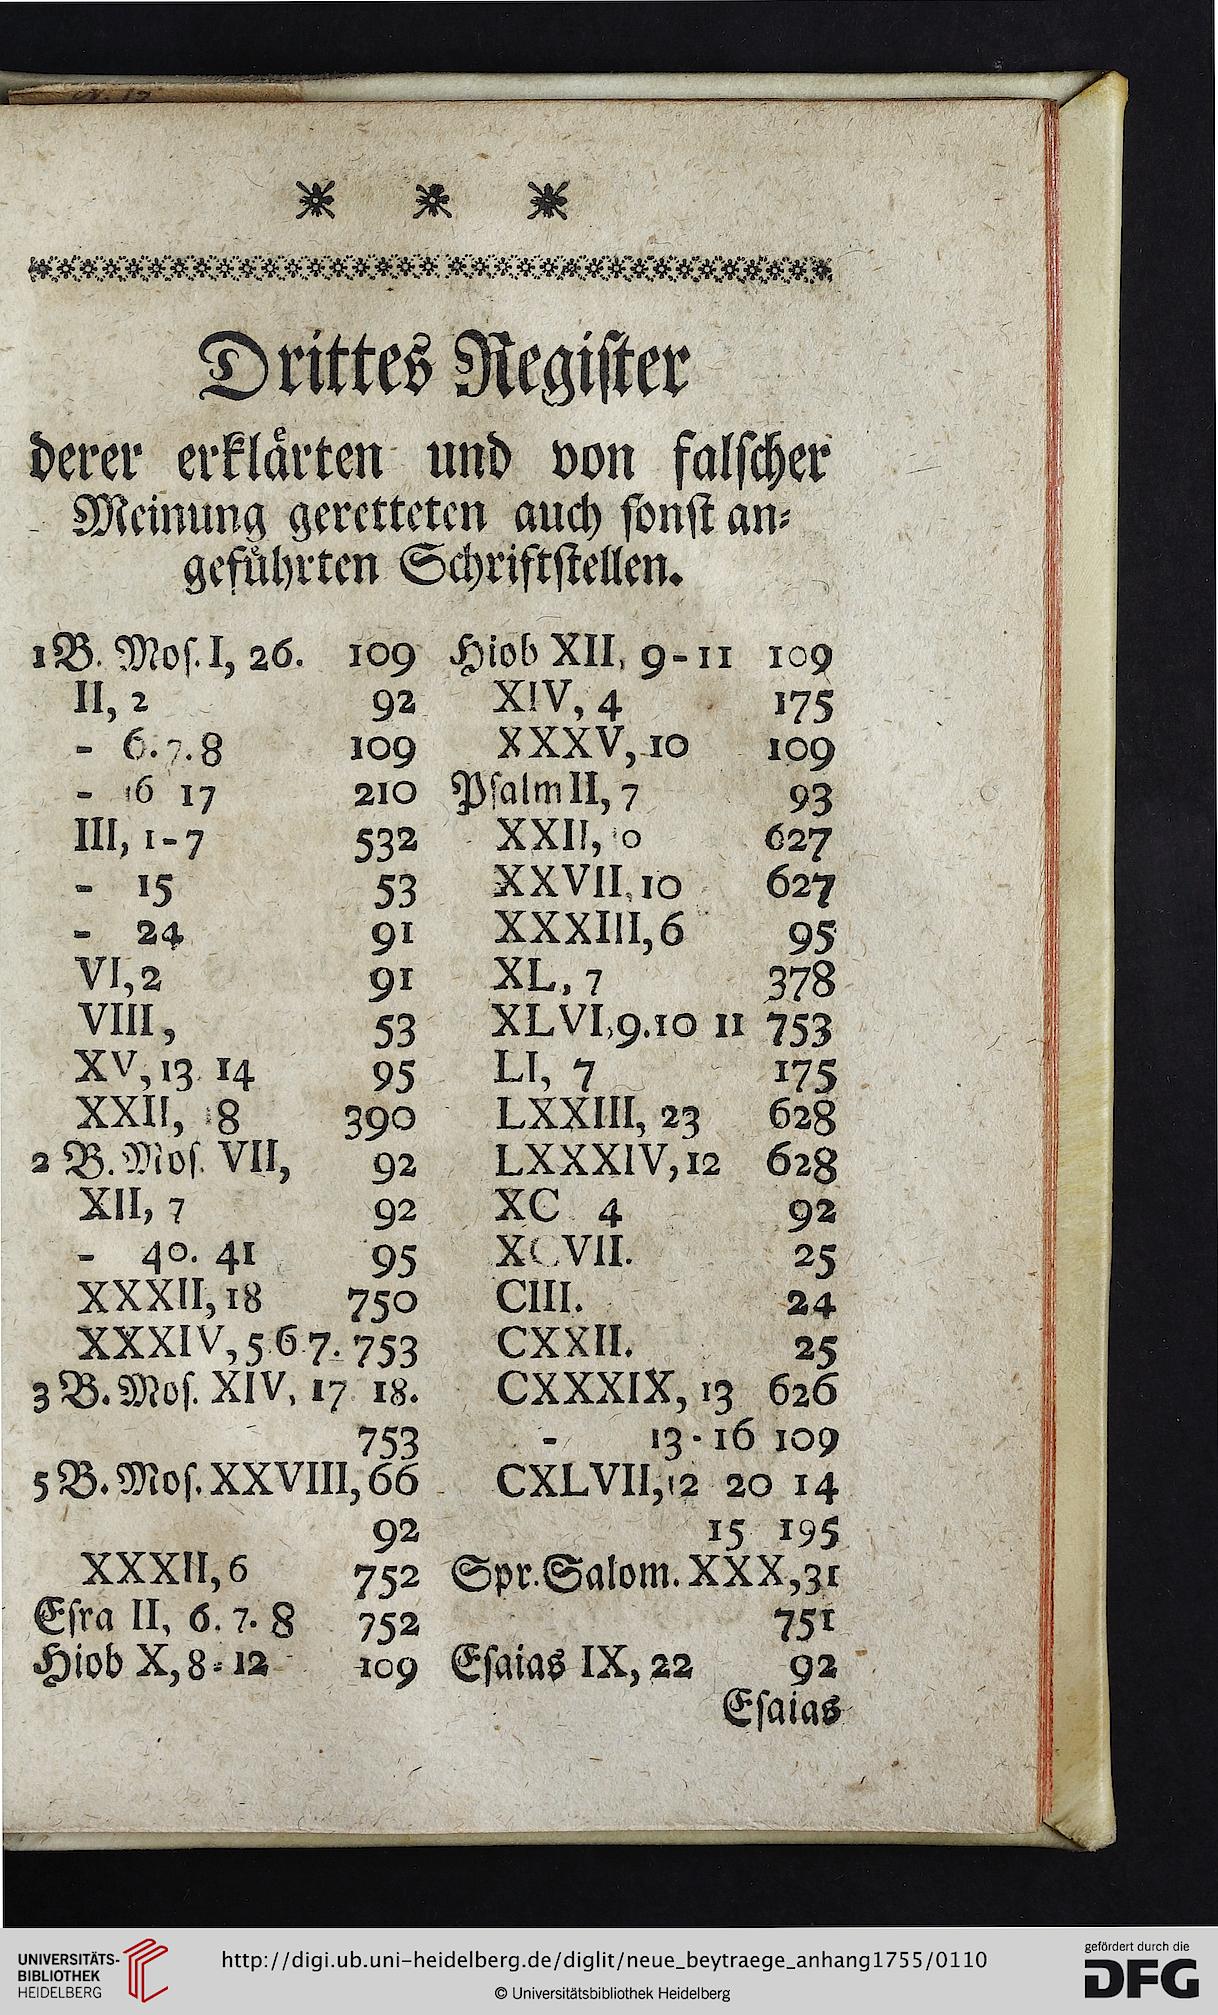 * * *
Drittes Regiſter
derer erklårten und von falſcher
Meinung geretteten auch ſonſt an⸗
gefůhrten Schriftſtellen.
1 B. Moſ. I, 26. 109
II, 2 92
- 6. 7. 8 109
- 16 17 210
III, 1-7 532
- 15 53
- 24 91
VI, 2 91
VIII, 53
XV, 13 14 95
XXII, 8 390
2 B. Moſ. VII, 92
XII, 7 92
- 40. 41 95
XXXII, 18 750
XXXIV, 5 6 7. 753
3 B. Moſ. XIV, 17 18.
753
5 B. Moſ. XXVIII, 66
92
XXXII, 6 752
Eſra II, 6. 7. 8 752
Hiob X, 8-12 109
Hiob XII, 9-11 109
XIV, 4 175
XXXV, 10 109
Pſalm II, 7 93
XXII, 627
XXVII, 10 627
XXXIII, 6 95
XL, 7 378
XLVI, 9. 10 11 753
LI, 7 175
LXXIII, 23 628
LXXXIV, 12 628
XC 4 92
XCVII. 25
CIII. 24
CXXII. 25
CXXXIX, 13 626
- 13-16 109
CXLVII, 12 20 14
15 195
Spr. Salom. XXX, 31
751
Eſaias IX, 22 92
Eſaias
UNIVERSITÄTS-
BIBLIOTHEK
HEIDELBERG
http://digi.ub.uni-heidelberg.de/diglit/neue_beytraege_anhang1755/0110
© Universitätsbibliothek Heidelberg
gefördert durch die
DFG